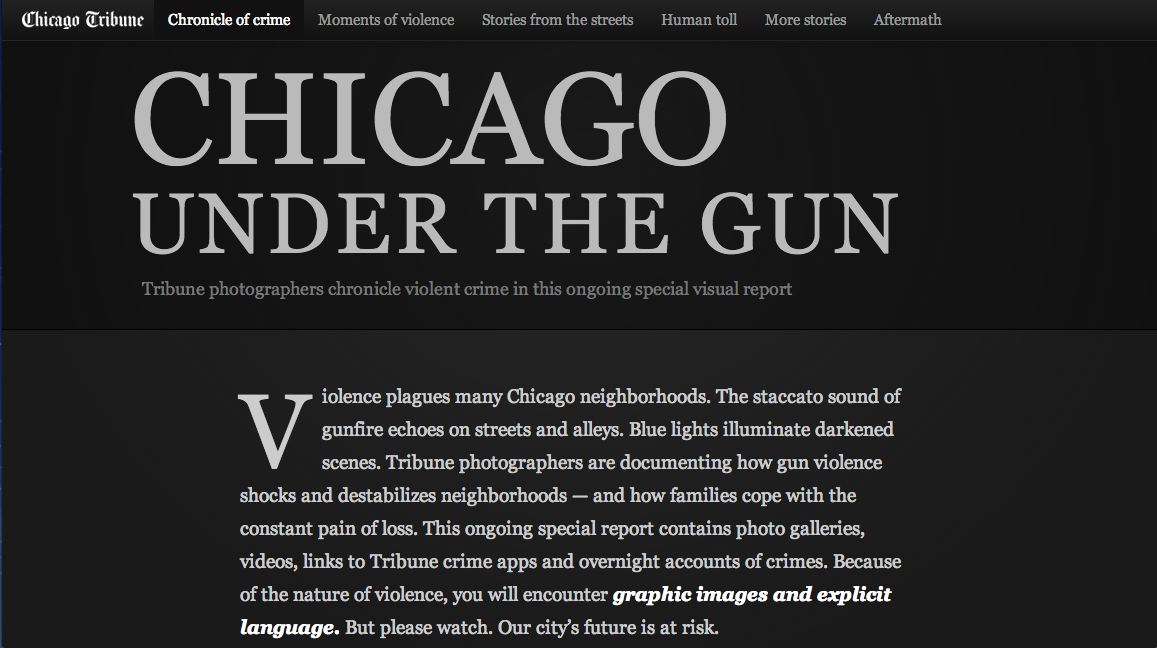 Chicago Tribune Chronicle of crime Moments of violence Stories from the streets Human toll More stories Aftermath
CHICAGO
UNDER THE GUN
Tribune photographers chronicle violent crime in this ongoing special visual report
Violence plagues many Chicago neighborhoods. The staccato sound of
gunfire echoes on streets and alleys. Blue lights illuminate darkened
scenes. Tribune photographers are documenting how gun violence
shocks and destabilizes neighborhoods — and how families cope with the
constant pain of loss. This ongoing special report contains photo galleries,
videos, links to Tribune crime apps and overnight accounts of crimes. Because
of the nature of violence, you will encounter graphic images and explicit
language. But please watch. Our city’s future is at risk.